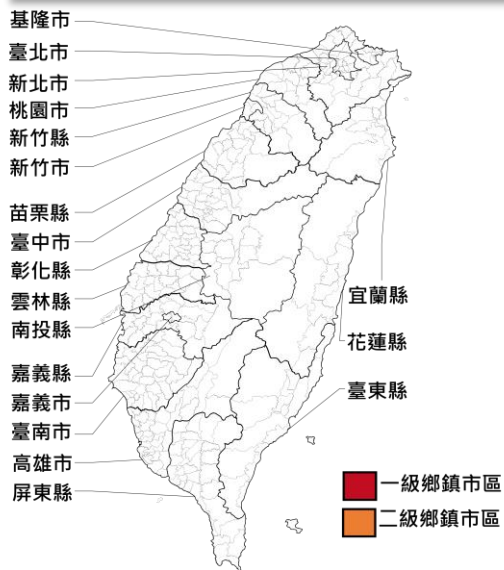 基隆市
臺北市
新北市
桃園市
新竹縣
新竹市
苗栗縣
臺中市
彰化縣
雲林縣
南投縣
嘉義縣
嘉義市
臺南市
高雄市
屏東縣
宜蘭縣
花蓮縣
臺東縣
一級鄉鎮市區
二級鄉鎮市區